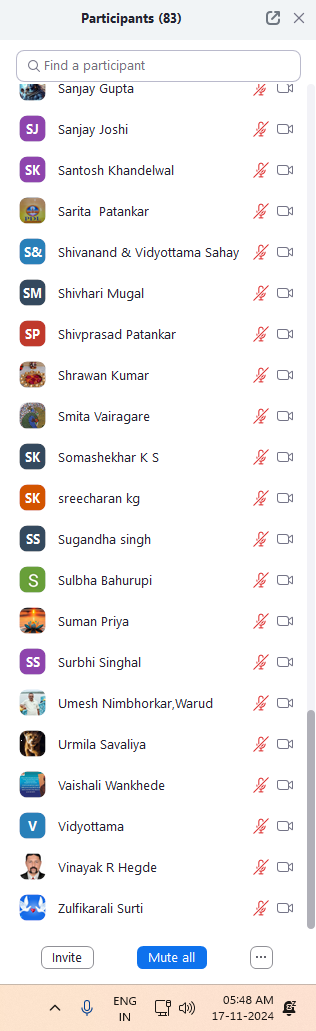 Participants (83)
Find a participant
Sanjay Gupta
SJ Sanjay Joshi
SK Santosh Khandelwal
Sarita Patankar
S& Shivanand & Vidyottama Sahay
SM Shivhari Mugal
SP Shivprasad Patankar
Shrawan Kumar
Smita Vairagare
SK Somashekhar K S
SK sreecharan kg
SS Sugandha singh
S Sulbha Bahurupi
Suman Priya
SS Surbhi Singhal
Umesh Nimbhorkar,Warud
Urmila Savaliya
Vaishali Wankhede
V Vidyottama
Vinayak R Hegde
Zulfikarali Surti
Invite Mute all ...
ENG 05:48 AM
IN 17-11-2024